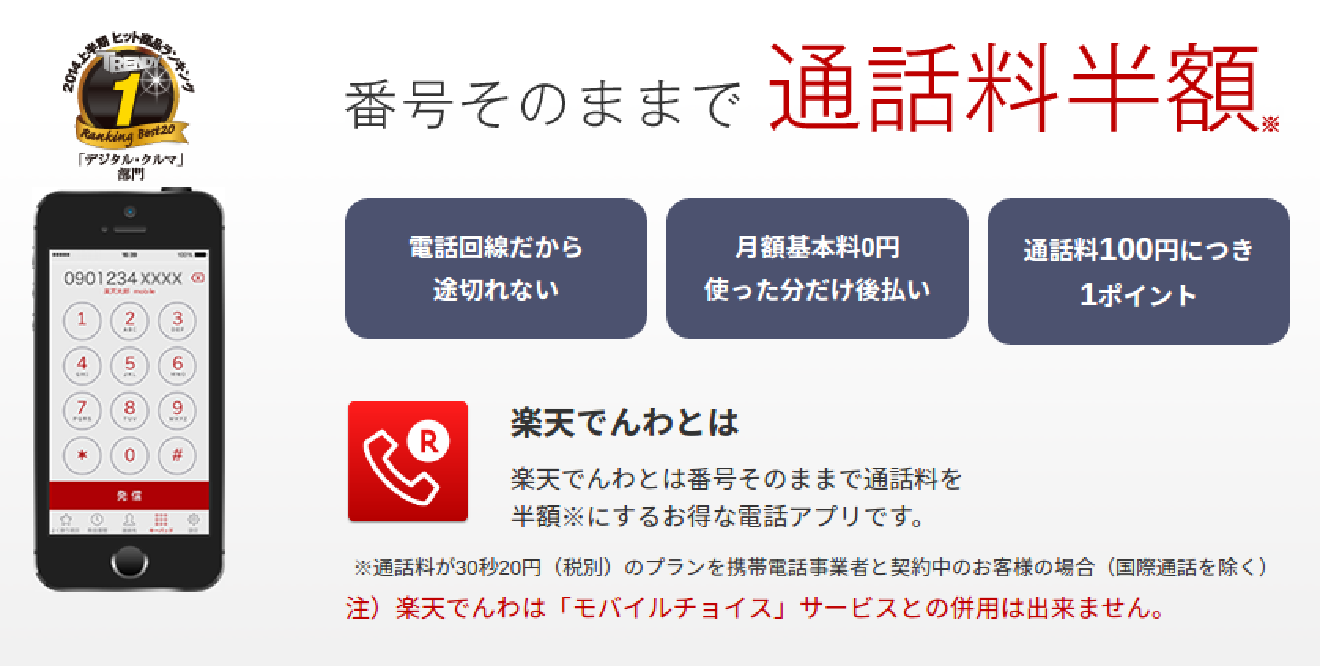 2014上半期 ヒット商品ランキング
TRENDY
1
Ranking Best20
「デジタル・クルマ」
部門
番号そのままで 通話料半額※
電話回線だから
途切れない
月額基本料0円
使った分だけ後払い
通話料100円につき
1ポイント
0901234XXXX
1 2 3
4 5 6
7 8 9
* 0 #
発信
R
楽天でんわとは
楽天でんわとは番号そのままで通話料を
半額※にするお得な電話アプリです。
※通話料が30秒20円（税別）のプランを携帯電話事業者と契約中のお客様の場合（国際通話を除く）
注）楽天でんわは「モバイルチョイス」サービスとの併用は出来ません。